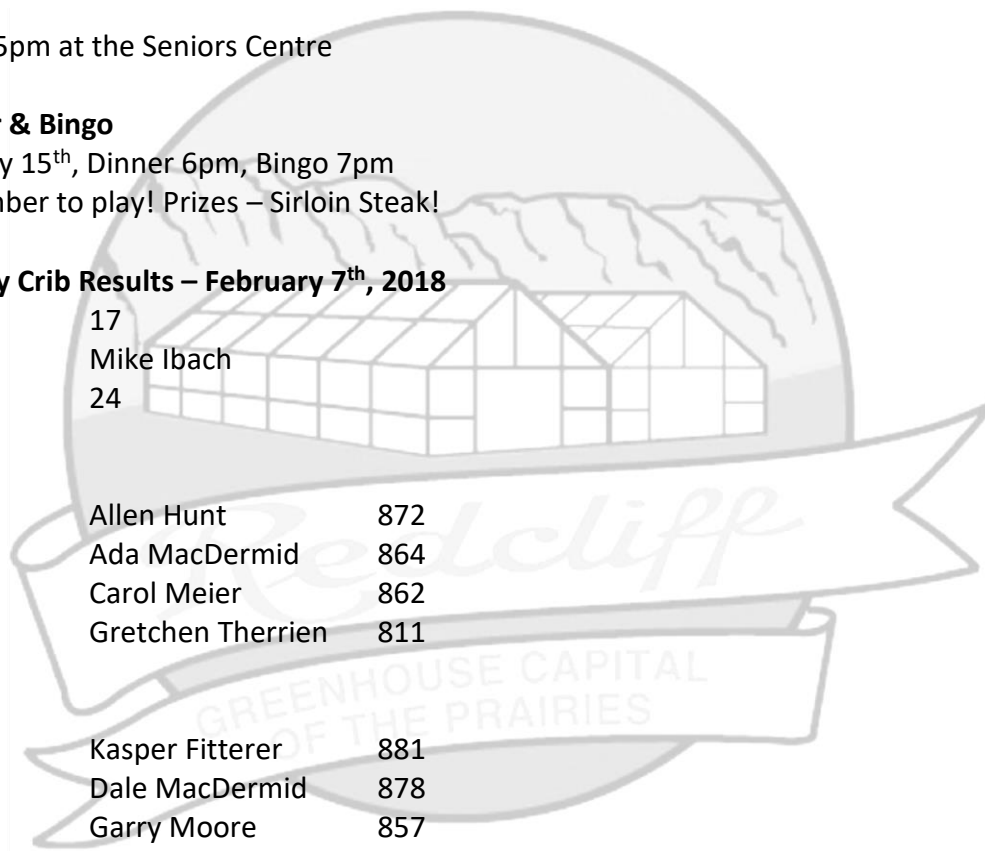 5pm at the Seniors Centre
& Bingo
y 15th, Dinner 6pm, Bingo 7pm
ber to play! Prizes – Sirloin Steak!
y Crib Results – February 7th, 2018
17
Mike Ibach
24
Allen Hunt 872
Ada MacDermid 864
Carol Meier 862
Gretchen Therrien 811
Kasper Fitterer 881
Dale MacDermid 878
Garry Moore 857
Redcliff
GREENHOUSE CAPITAL
OF THE PRAIRIES